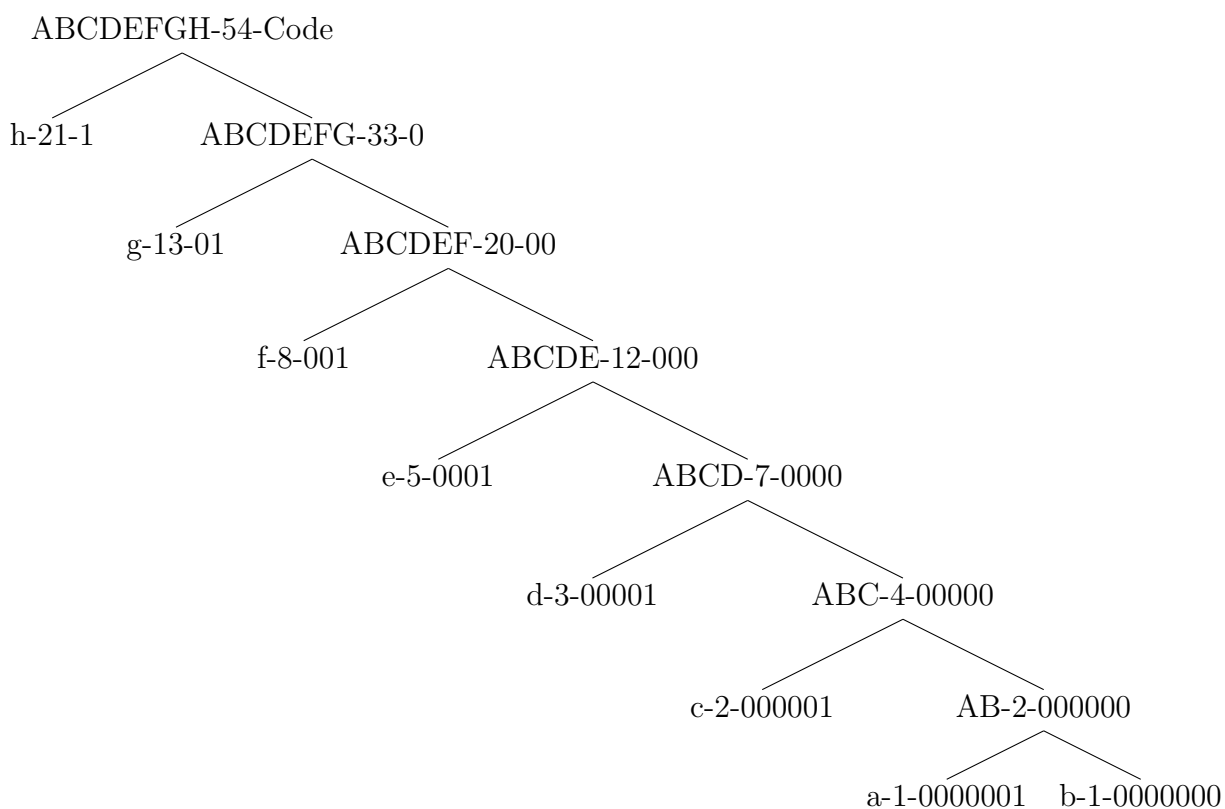 ABCDEFGH-54-Code
h-21-1 ABCDEFG-33-0
g-13-01 ABCDEF-20-00
f-8-001 ABCDE-12-000
e-5-0001 ABCD-7-0000
d-3-00001 ABC-4-00000
c-2-000001 AB-2-000000
a-1-0000001 b-1-0000000